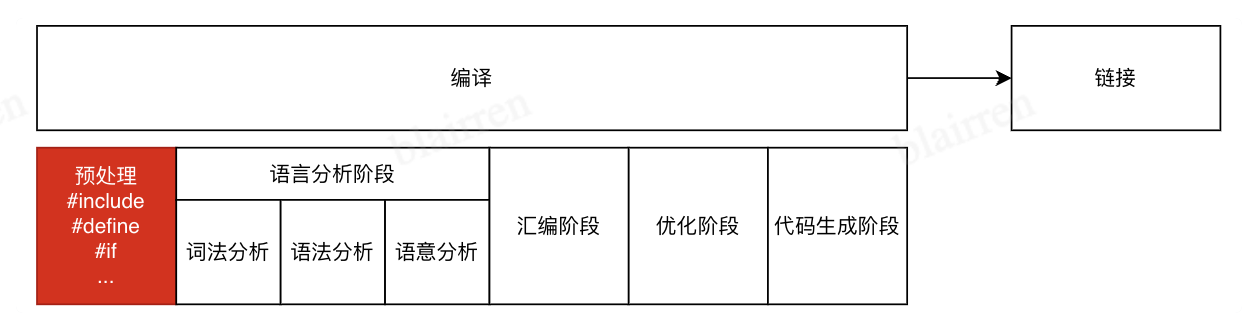 编译
链接
预处理
#include
#define
#if
...
语言分析阶段
词法分析
语法分析
语意分析
汇编阶段
优化阶段
代码生成阶段
blairren
blairren
en